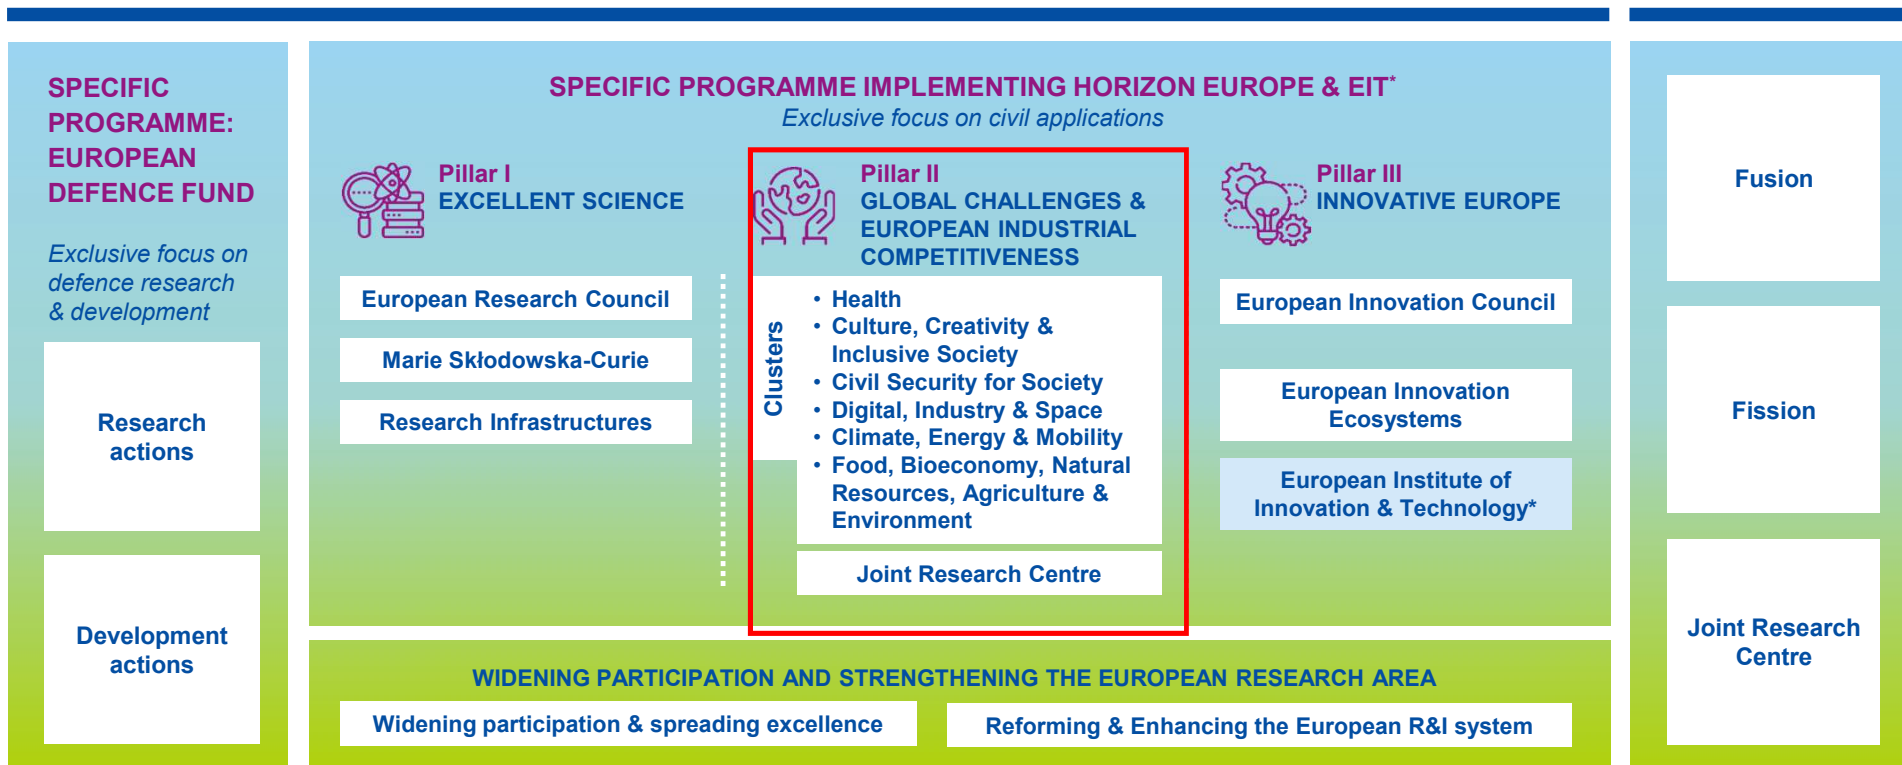 SPECIFIC
PROGRAMME:
EUROPEAN
DEFENCE FUND
Exclusive focus on
defence research
& development
Research
actions
Development
actions
SPECIFIC PROGRAMME IMPLEMENTING HORIZON EUROPE & EIT*
Exclusive focus on civil applications
Pillar I
EXCELLENT SCIENCE
European Research Council
Marie Skłodowska-Curie
Research Infrastructures
Pillar II
GLOBAL CHALLENGES &
EUROPEAN INDUSTRIAL
COMPETITIVENESS
Clusters
• Health
• Culture, Creativity &
Inclusive Society
• Civil Security for Society
• Digital, Industry & Space
• Climate, Energy & Mobility
• Food, Bioeconomy, Natural
Resources, Agriculture &
Environment
Joint Research Centre
Pillar III
INNOVATIVE EUROPE
European Innovation Council
European Innovation
Ecosystems
European Institute of
Innovation & Technology*
WIDENING PARTICIPATION AND STRENGTHENING THE EUROPEAN RESEARCH AREA
Widening participation & spreading excellence
Reforming & Enhancing the European R&I system
Fusion
Fission
Joint Research
Centre